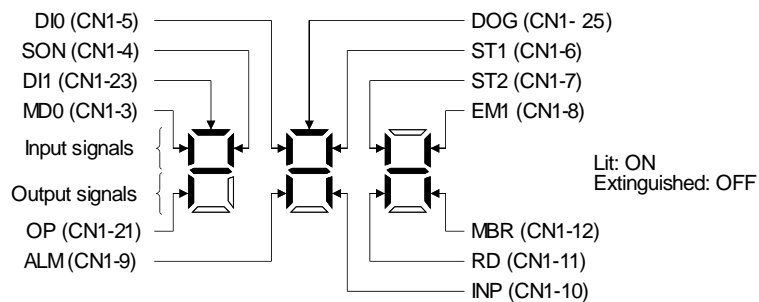 DI0 (CN1-5)
SON (CN1-4)
DI1 (CN1-23)
MD0 (CN1-3)
Input signals
Output signals
OP (CN1-21)
ALM (CN1-9)
DOG (CN1- 25)
ST1 (CN1-6)
ST2 (CN1-7)
EM1 (CN1-8)
Lit: ON
Extinguished: OFF
MBR (CN1-12)
RD (CN1-11)
INP (CN1-10)